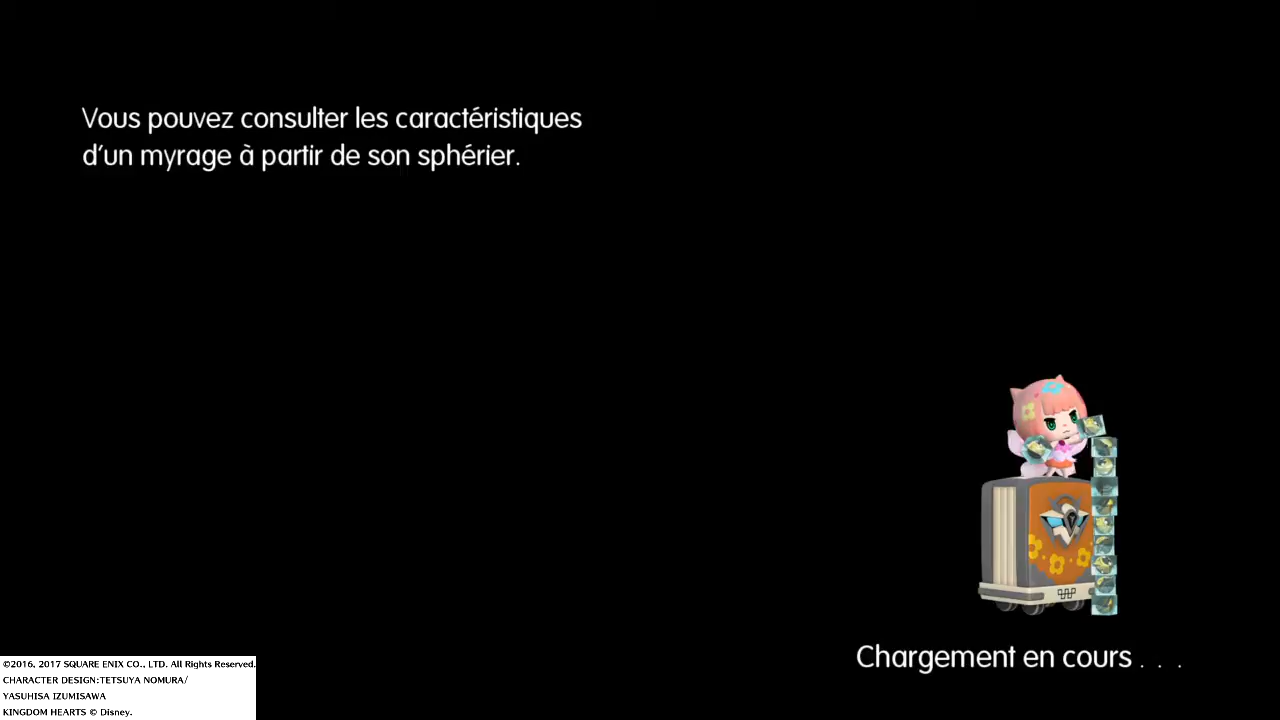 Vous pouvez consulter les caractéristiques
d'un myrage à partir de son sphérier.
Chargement en cours . . .
©2016, 2017 SQUARE ENIX CO., LTD. All Rights Reserved.
CHARACTER DESIGN:TETSUYA NOMURA/
YASUHISA IZUMISAWA
KINGDOM HEARTS © Disney.